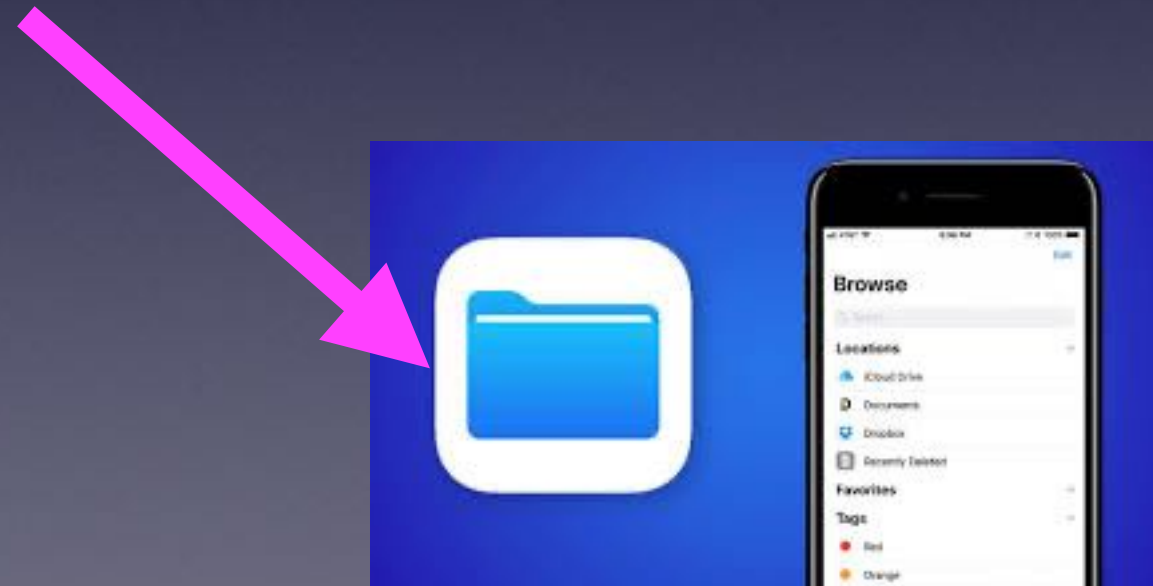 Browse
Locations
iCloud Drive
Documents
Dropbox
Recently Deleted
Favorites
Tags
Red
Orange